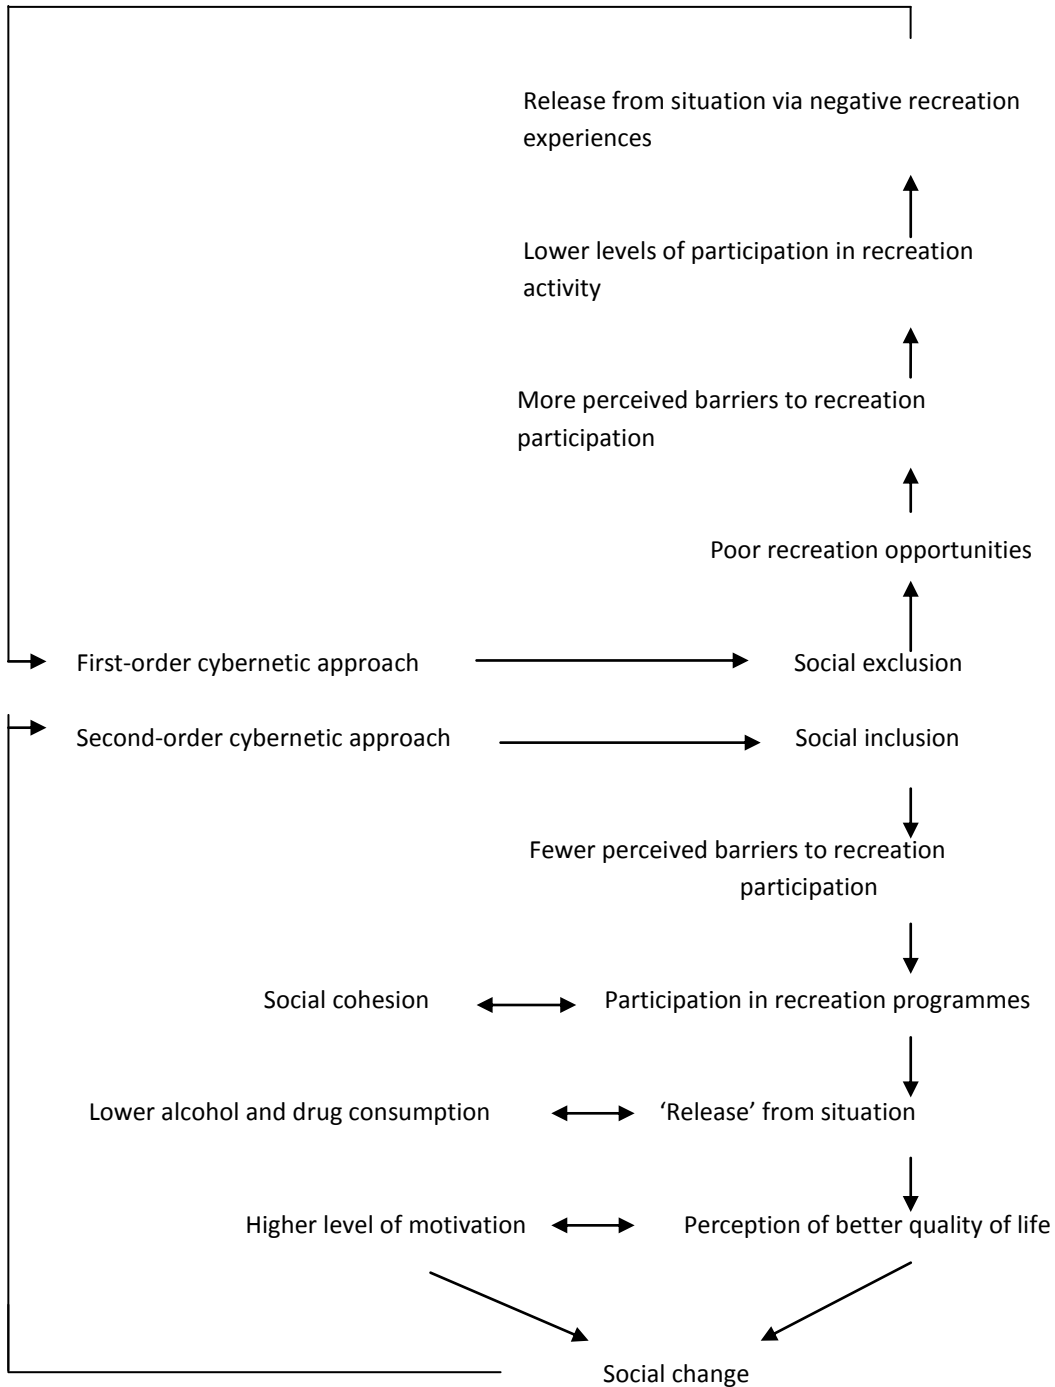 Release from situation via negative recreation
experiences
Lower levels of participation in recreation
activity
More perceived barriers to recreation
participation
Poor recreation opportunities
First-order cybernetic approach
Social exclusion
Second-order cybernetic approach
Social inclusion
Fewer perceived barriers to recreation
participation
Social cohesion
Participation in recreation programmes
Lower alcohol and drug consumption
‘Release’ from situation
Higher level of motivation
Perception of better quality of life
Social change